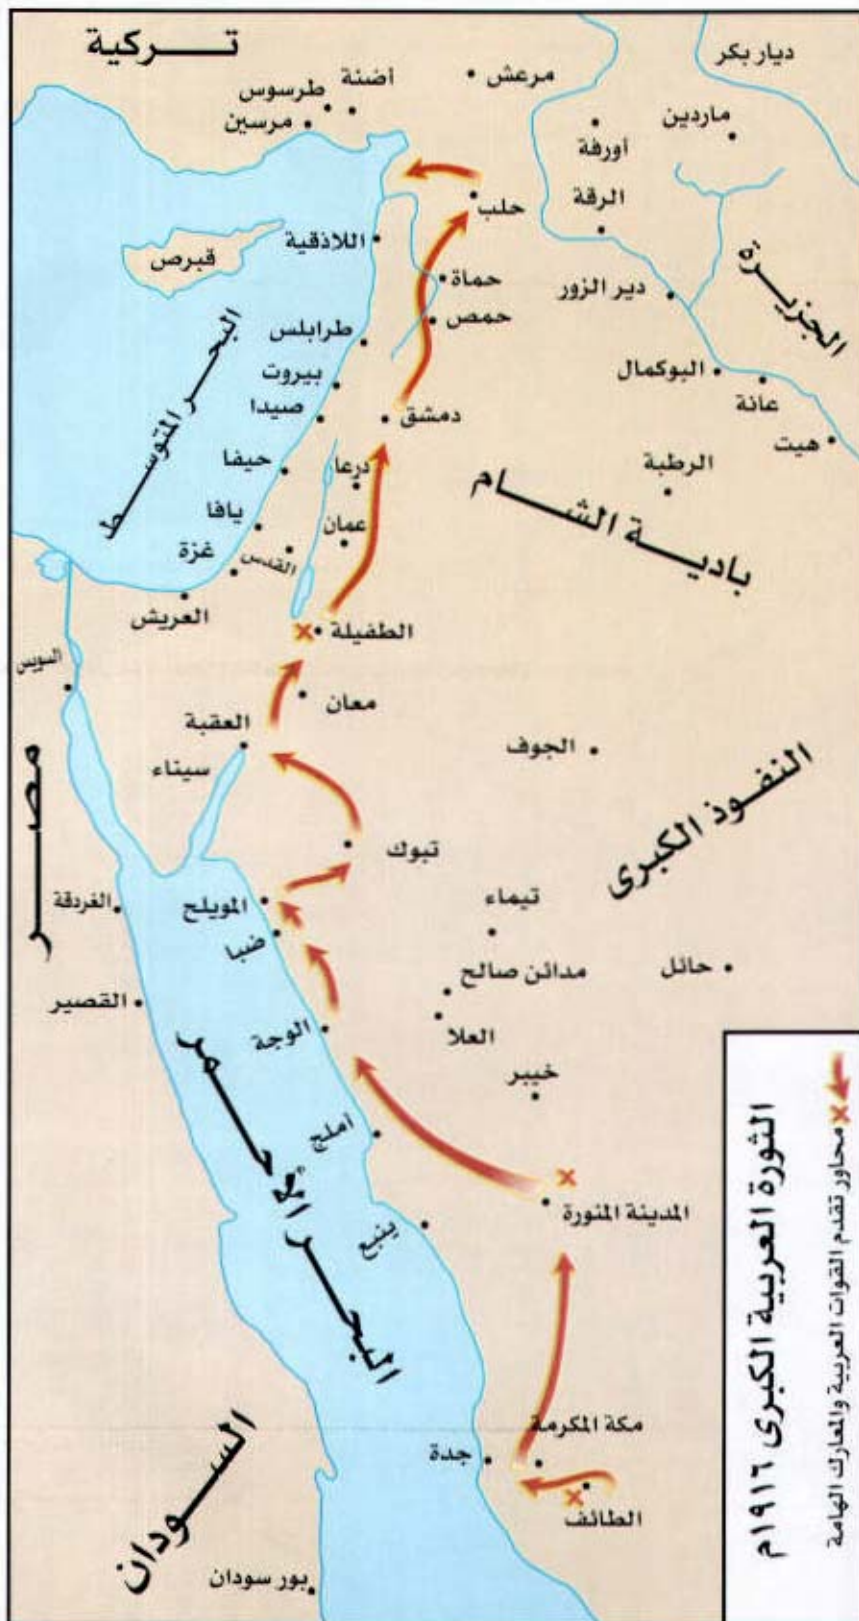 تركية
ديار بكر
مرعش
أضنة
طرسوس
مرسين
ماردين
أورفة
حلب
الرقة
اللاذقية
قبرص
الجزيرة
حماة
دير الزور
حمص
طرابلس
البحر المتوسط
بيروت
البوكمال
عانة
صيدا
دمشق
هيت
حيفا
درعا
الرطبة
بادية الشام
يافا
عمان
غزة
القدس
العريش
الطفيلة
السويس
معان
العقبة
الجوف
سيناء
مصر
النفوذ الكبرى
تبوك
المويلح
الغردقة
تيماء
ضبا
مدائن صالح
حائل
القصير
الوجة
العلا
خيبر
أملج
البحر الأحمر
المدينة المنورة
ينبع
مكة المكرمة
جدة
الطائف
السودان
بور سودان
الثورة العربية الكبرى ١٩١٦م
محاور تقدم القوات العربية والمعارك الهامة